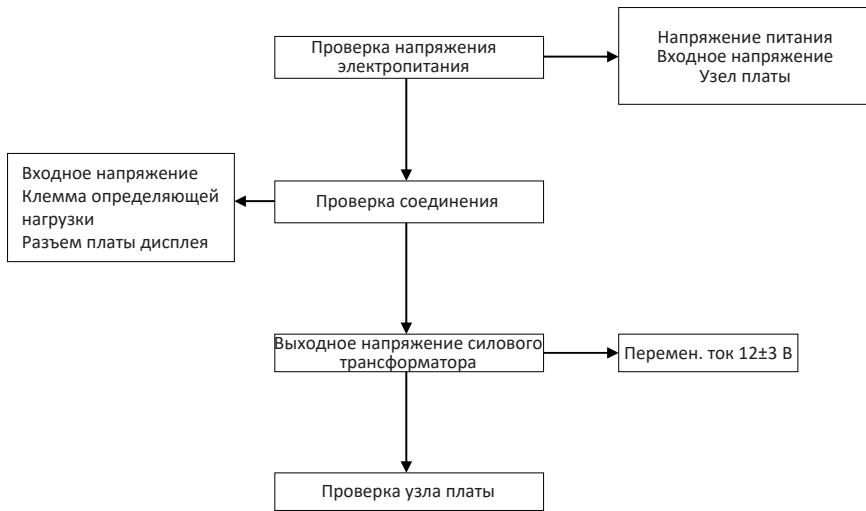 Проверка напряжения
электропитания
Напряжение питания
Входное напряжение
Узел платы
Входное напряжение
Клемма определяющей
нагрузки
Разъем платы дисплея
Проверка соединения
Выходное напряжение силового
трансформатора
Перемен. ток 12±3 В
Проверка узла платы